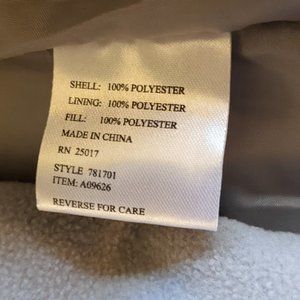 SHELL: 100% POLYESTER
LINING: 100% POLYESTER
FILL: 100% POLYESTER
MADE IN CHINA
RN 25017
STYLE 781701
ITEM: A09626
REVERSE FOR CARE